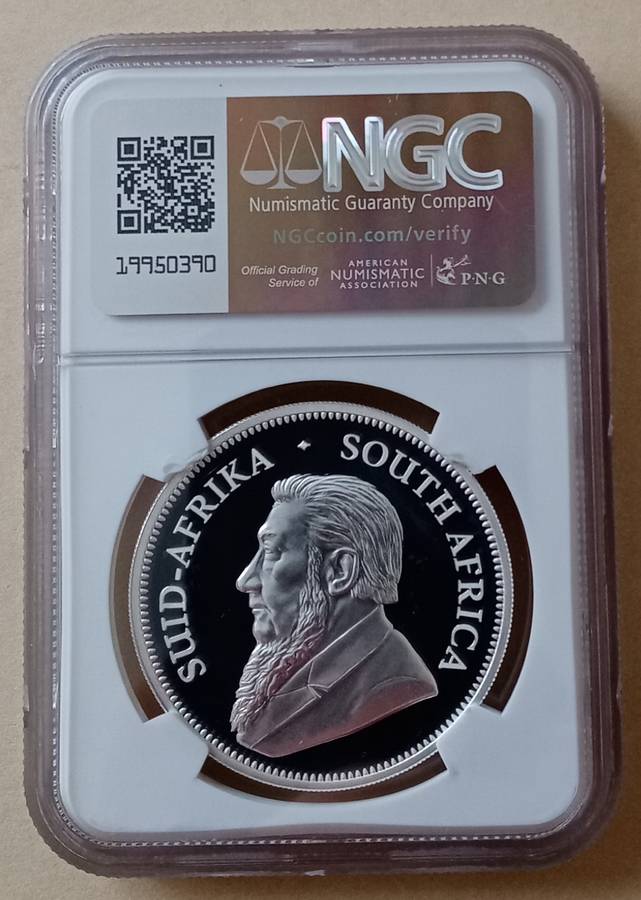 NGC
Numismatic Guaranty Company
NGCcoin.com/verify
19950390
Official Grading
Service of
AMERICAN
NUMISMATIC
ASSOCIATION
P·N·G
SUID-AFRIKA · SOUTH AFRICA